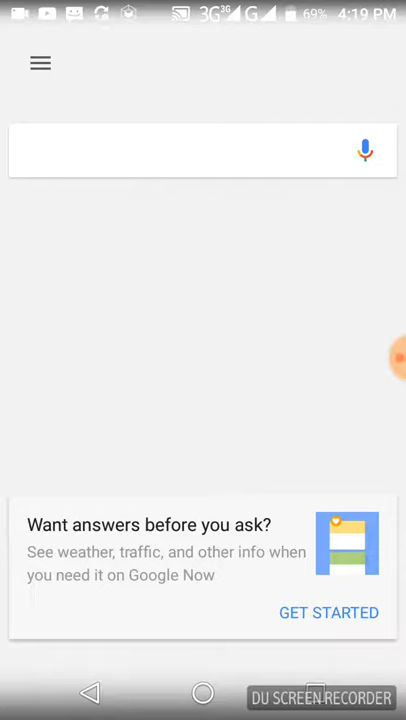 3G 3G G 69% 4:19 PM
Want answers before you ask?
See weather, traffic, and other info when
you need it on Google Now
GET STARTED
DU SCREEN RECORDER